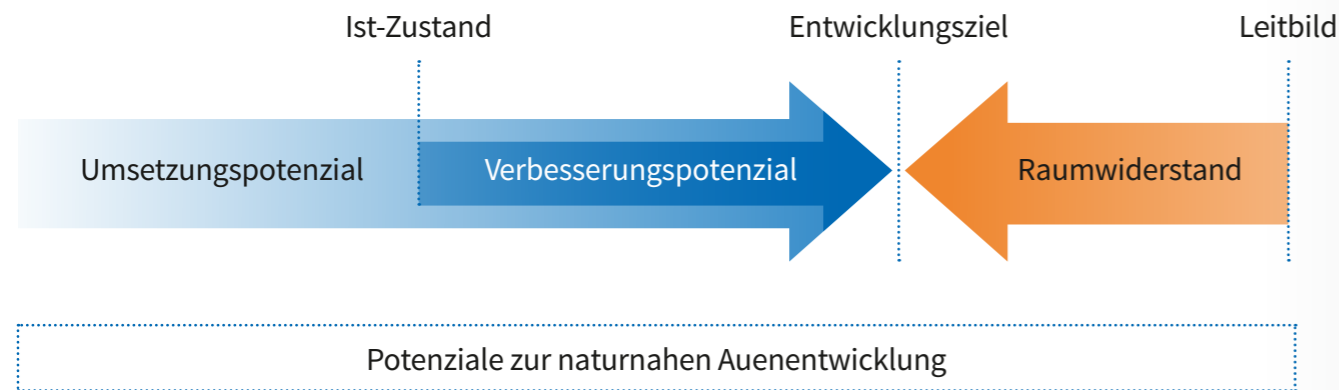 Ist-Zustand
Entwicklungsziel
Leitbild
Umsetzungspotenzial
Verbesserungspotenzial
Raumwiderstand
Potenziale zur naturnahen Auenentwicklung